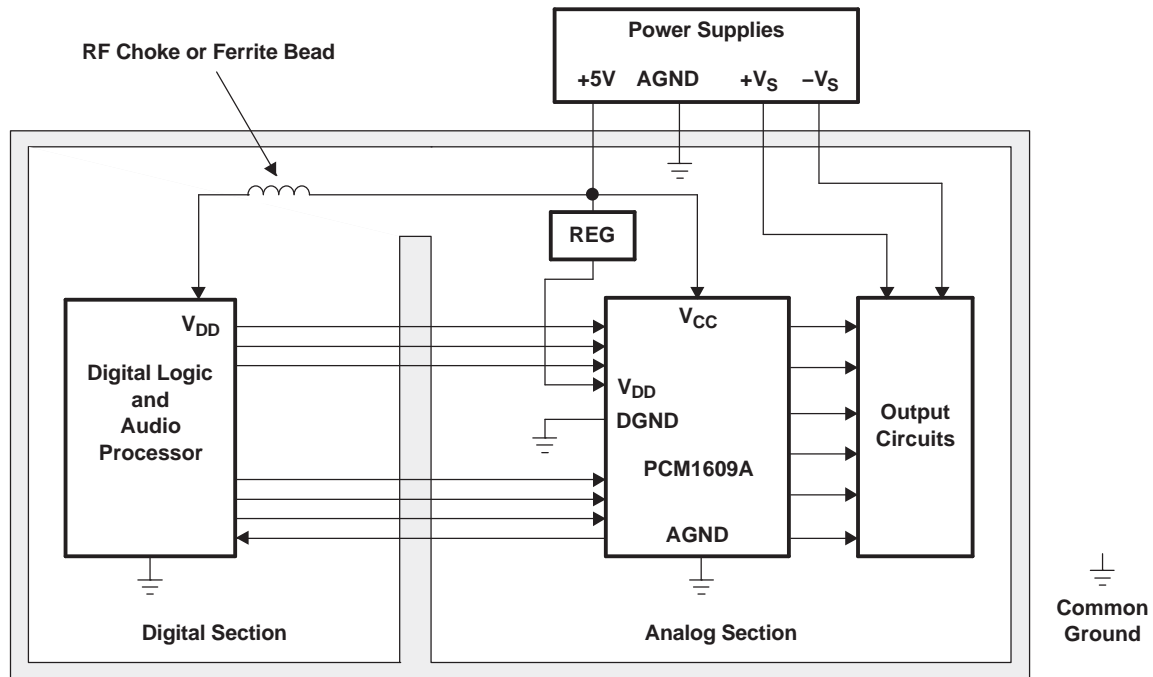 Power Supplies
RF Choke or Ferrite Bead
+5V AGND +VS –VS
REG
VDD
VCC
Digital Logic
and
Audio
Processor
VDD
DGND
PCM1609A
AGND
Output
Circuits
Digital Section
Analog Section
Common
Ground